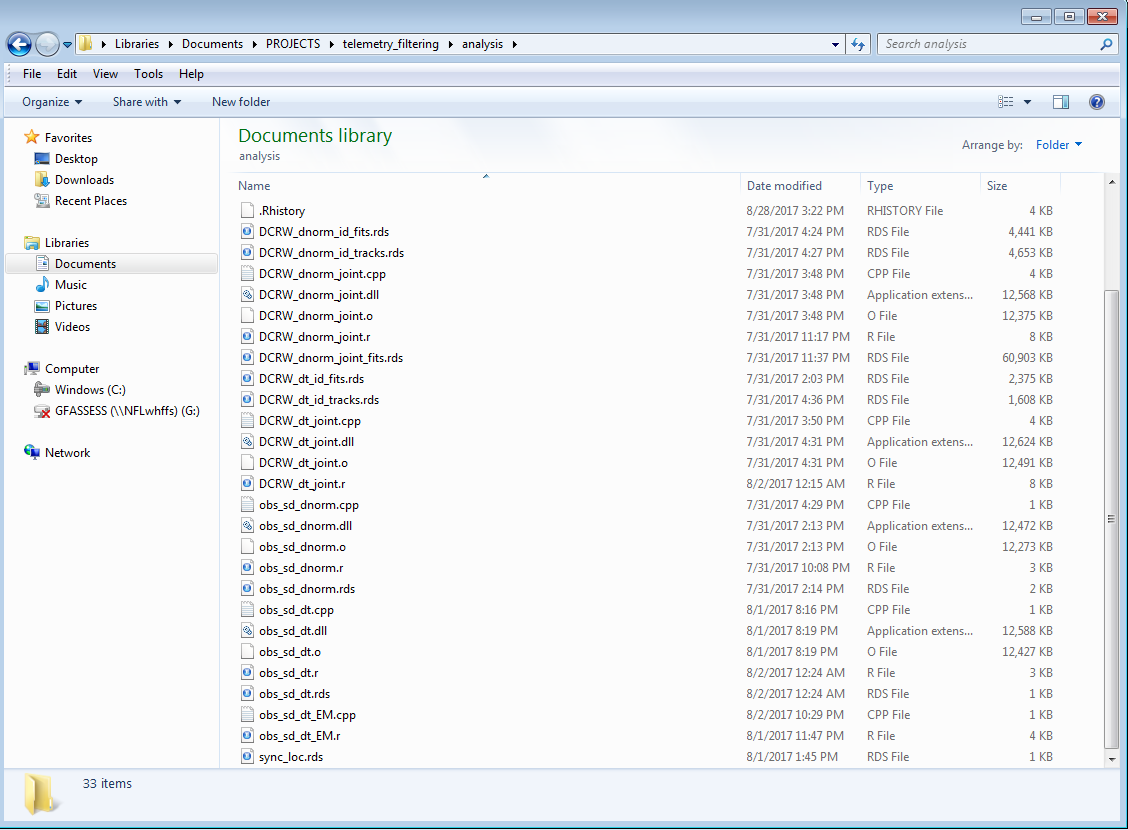 Libraries Documents PROJECTS telemetry_filtering analysis
Search analysis
File Edit View Tools Help
Organize Share with New folder
Favorites
Desktop
Downloads
Recent Places
Libraries
Documents
Music
Pictures
Videos
Computer
Windows (C:)
GFASSESS (\\NFLwhffs) (G:)
Network
Documents library
analysis
Arrange by: Folder
Name Date modified Type Size
.Rhistory 8/28/2017 3:22 PM RHISTORY File 4 KB
DCRW_dnorm_id_fits.rds 7/31/2017 4:24 PM RDS File 4,441 KB
DCRW_dnorm_id_tracks.rds 7/31/2017 4:27 PM RDS File 4,653 KB
DCRW_dnorm_joint.cpp 7/31/2017 3:48 PM CPP File 4 KB
DCRW_dnorm_joint.dll 7/31/2017 3:48 PM Application extens... 12,568 KB
DCRW_dnorm_joint.o 7/31/2017 3:48 PM O File 12,375 KB
DCRW_dnorm_joint.r 7/31/2017 11:17 PM R File 8 KB
DCRW_dnorm_joint_fits.rds 7/31/2017 11:37 PM RDS File 60,903 KB
DCRW_dt_id_fits.rds 7/31/2017 2:03 PM RDS File 2,375 KB
DCRW_dt_id_tracks.rds 7/31/2017 4:36 PM RDS File 1,608 KB
DCRW_dt_joint.cpp 7/31/2017 3:50 PM CPP File 4 KB
DCRW_dt_joint.dll 7/31/2017 4:31 PM Application extens... 12,624 KB
DCRW_dt_joint.o 7/31/2017 4:31 PM O File 12,491 KB
DCRW_dt_joint.r 8/2/2017 12:15 AM R File 8 KB
obs_sd_dnorm.cpp 7/31/2017 4:29 PM CPP File 1 KB
obs_sd_dnorm.dll 7/31/2017 2:13 PM Application extens... 12,472 KB
obs_sd_dnorm.o 7/31/2017 2:13 PM O File 12,273 KB
obs_sd_dnorm.r 7/31/2017 10:08 PM R File 3 KB
obs_sd_dnorm.rds 7/31/2017 2:14 PM RDS File 2 KB
obs_sd_dt.cpp 8/1/2017 8:16 PM CPP File 1 KB
obs_sd_dt.dll 8/1/2017 8:19 PM Application extens... 12,588 KB
obs_sd_dt.o 8/1/2017 8:19 PM O File 12,427 KB
obs_sd_dt.r 8/2/2017 12:24 AM R File 3 KB
obs_sd_dt.rds 8/2/2017 12:24 AM RDS File 1 KB
obs_sd_dt_EM.cpp 8/2/2017 10:29 PM CPP File 1 KB
obs_sd_dt_EM.r 8/1/2017 11:47 PM R File 4 KB
sync_loc.rds 8/1/2017 1:45 PM RDS File 1 KB
33 items